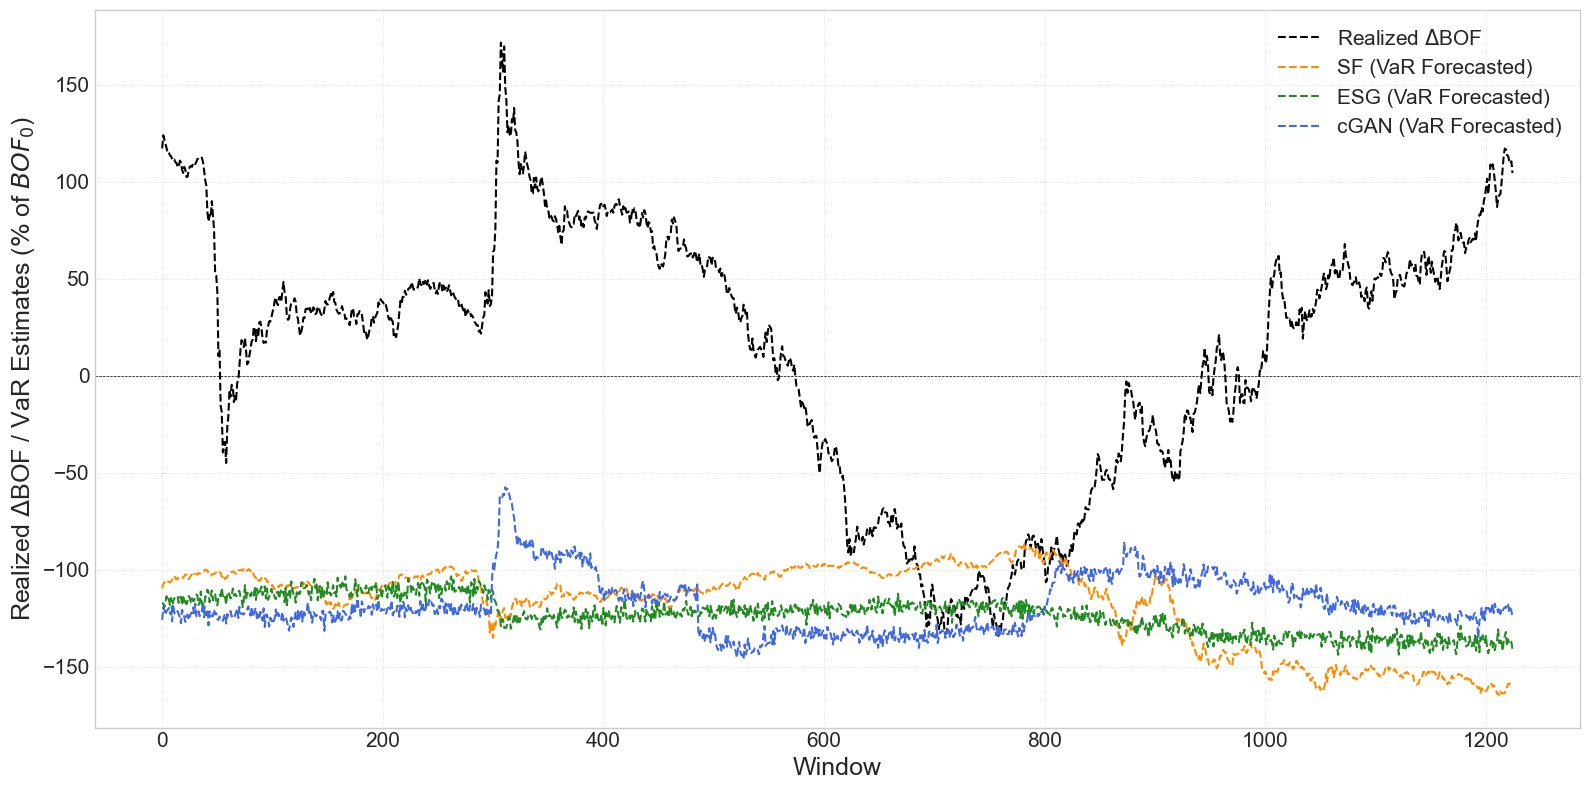 Realized ΔBOF / VaR Estimates (% of BOF₀)
150
100
50
0
−50
−100
−150
Realized ΔBOF
SF (VaR Forecasted)
ESG (VaR Forecasted)
cGAN (VaR Forecasted)
0 200 400 600 800 1000 1200
Window